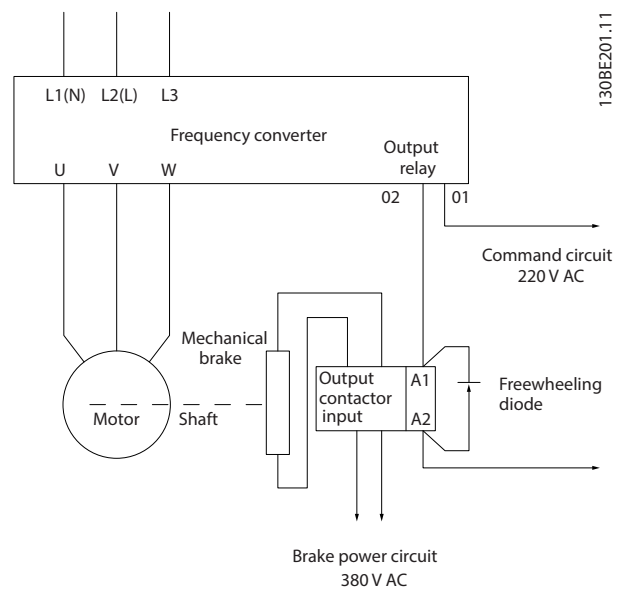 130BE201.11
L1(N) L2(L) L3
Frequency converter
Output
relay
U V W
02 01
Command circuit
220 V AC
Mechanical
brake
Output
contactor
input
A1
A2
Freewheeling
diode
Motor
Shaft
Brake power circuit
380 V AC